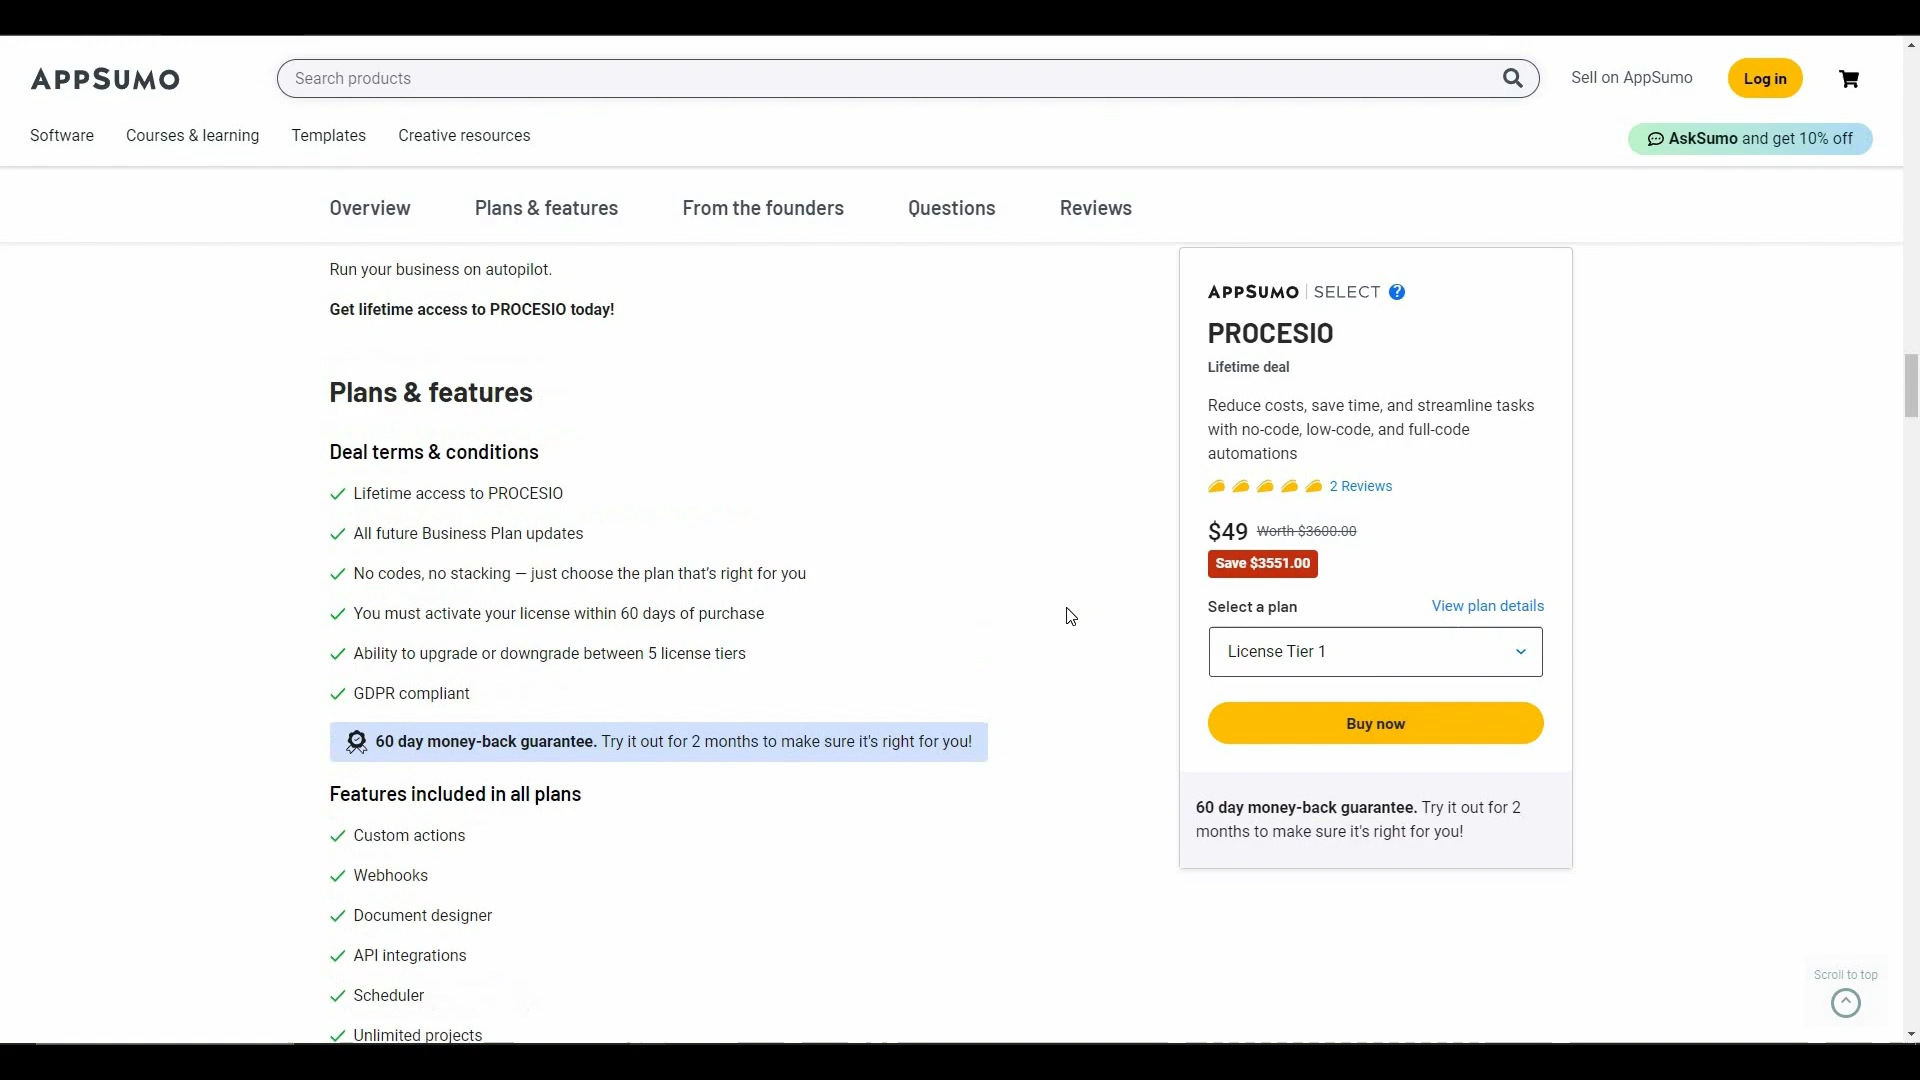 APPSUMO
Search products
Sell on AppSumo
Log in
Software
Courses & learning
Templates
Creative resources
AskSumo and get 10% off
Overview
Plans & features
From the founders
Questions
Reviews
Run your business on autopilot.
Get lifetime access to PROCESIO today!
Plans & features
Deal terms & conditions
Lifetime access to PROCESIO
All future Business Plan updates
No codes, no stacking — just choose the plan that's right for you
You must activate your license within 60 days of purchase
Ability to upgrade or downgrade between 5 license tiers
GDPR compliant
60 day money-back guarantee. Try it out for 2 months to make sure it's right for you!
Features included in all plans
Custom actions
Webhooks
Document designer
API integrations
Scheduler
Unlimited projects
APPSUMO | SELECT ?
PROCESIO
Lifetime deal
Reduce costs, save time, and streamline tasks
with no-code, low-code, and full-code
automations
2 Reviews
$49 Worth $3600.00
Save $3551.00
Select a plan
View plan details
License Tier 1
Buy now
60 day money-back guarantee. Try it out for 2
months to make sure it's right for you!
Scroll to top